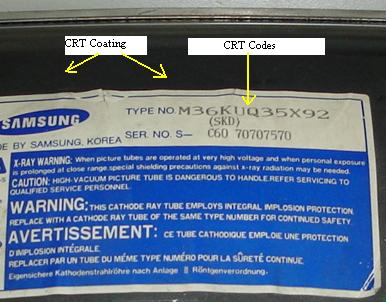 CRT Coating
CRT Codes
SAMSUNG
TYPE NO. M36KUQ35X92
(SKD)
DE BY SAMSUNG, KOREA SER. NO. S— C60 70707570
X-RAY WARNING: When picture tubes are operated at very high voltage and when personal exposure
is prolonged at close range, special shielding precautions against x-ray radiation may be needed.
CAUTION: HIGH-VACUUM PICTURE TUBE IS DANGEROUS TO HANDLE. REFER SERVICING TO
QUALIFIED SERVICE PERSONNEL.
WARNING: THIS CATHODE RAY TUBE EMPLOYS INTEGRAL IMPLOSION PROTECTION.
REPLACE WITH A CATHODE RAY TUBE OF THE SAME TYPE NUMBER FOR CONTINUED SAFETY.
AVERTISSEMENT: CE TUBE CATHODIQUE EMPLOIE UNE PROTECTION
D'IMPLOSION INTÉGRALE.
REPLACER PAR UN TUBE DU MÉME TYPE NUMÉRO POUR LA SÛRETÉ CONTINUE.
Eigensichere Kathodenstrahlröhre nach Anlage II Röntgenverordnung.